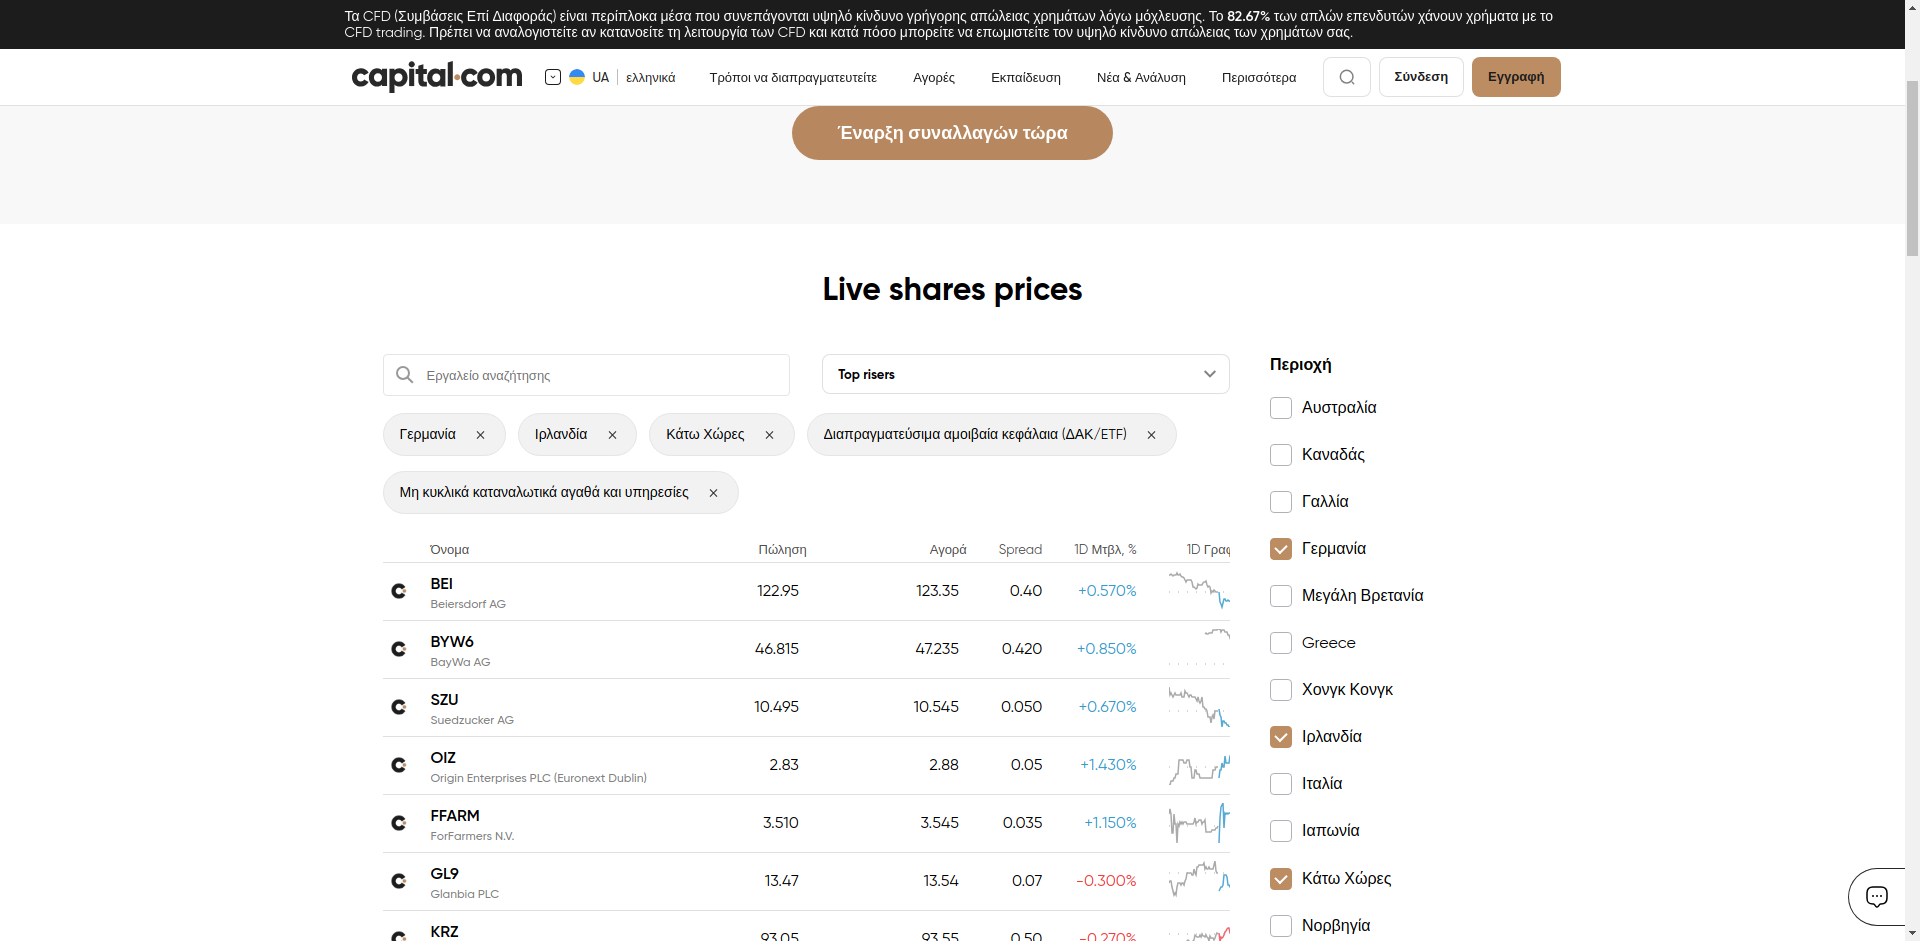 Τα CFD (Συμβάσεις Επί Διαφοράς) είναι περίπλοκα μέσα που συνεπάγονται υψηλό κίνδυνο γρήγορης απώλειας χρημάτων λόγω μόχλευσης. Το 82.67% των απλών επενδυτών χάνουν χρήματα με το
CFD trading. Πρέπει να αναλογιστείτε αν κατανοείτε τη λειτουργία των CFD και κατά πόσο μπορείτε να επωμιστείτε τον υψηλό κίνδυνο απώλειας των χρημάτων σας.
capital.com UA ελληνικά Τρόποι να διαπραγματευτείτε Αγορές Εκπαίδευση Νέα & Ανάλυση Περισσότερα Σύνδεση Εγγραφή
Έναρξη συναλλαγών τώρα
Live shares prices
Εργαλείο αναζήτησης Top risers
Γερμανία Ιρλανδία Κάτω Χώρες Διαπραγματεύσιμα αμοιβαία κεφάλαια (ΔΑΚ/ETF)
Μη κυκλικά καταναλωτικά αγαθά και υπηρεσίες
Όνομα Πώληση Αγορά Spread 1D Μτβλ, % 1D Γραφ
BEI 122.95 123.35 0.40 +0.570%
Beiersdorf AG
BYW6 46.815 47.235 0.420 +0.850%
BayWa AG
SZU 10.495 10.545 0.050 +0.670%
Suedzucker AG
OIZ 2.83 2.88 0.05 +1.430%
Origin Enterprises PLC (Euronext Dublin)
FFARM 3.510 3.545 0.035 +1.150%
ForFarmers N.V.
GL9 13.47 13.54 0.07 -0.300%
Glanbia PLC
KRZ 93.05 93.55 0.50 -0.270%
Περιοχή
Αυστραλία
Καναδάς
Γαλλία
Γερμανία
Μεγάλη Βρετανία
Greece
Χονγκ Κονγκ
Ιρλανδία
Ιταλία
Ιαπωνία
Κάτω Χώρες
Νορβηγία